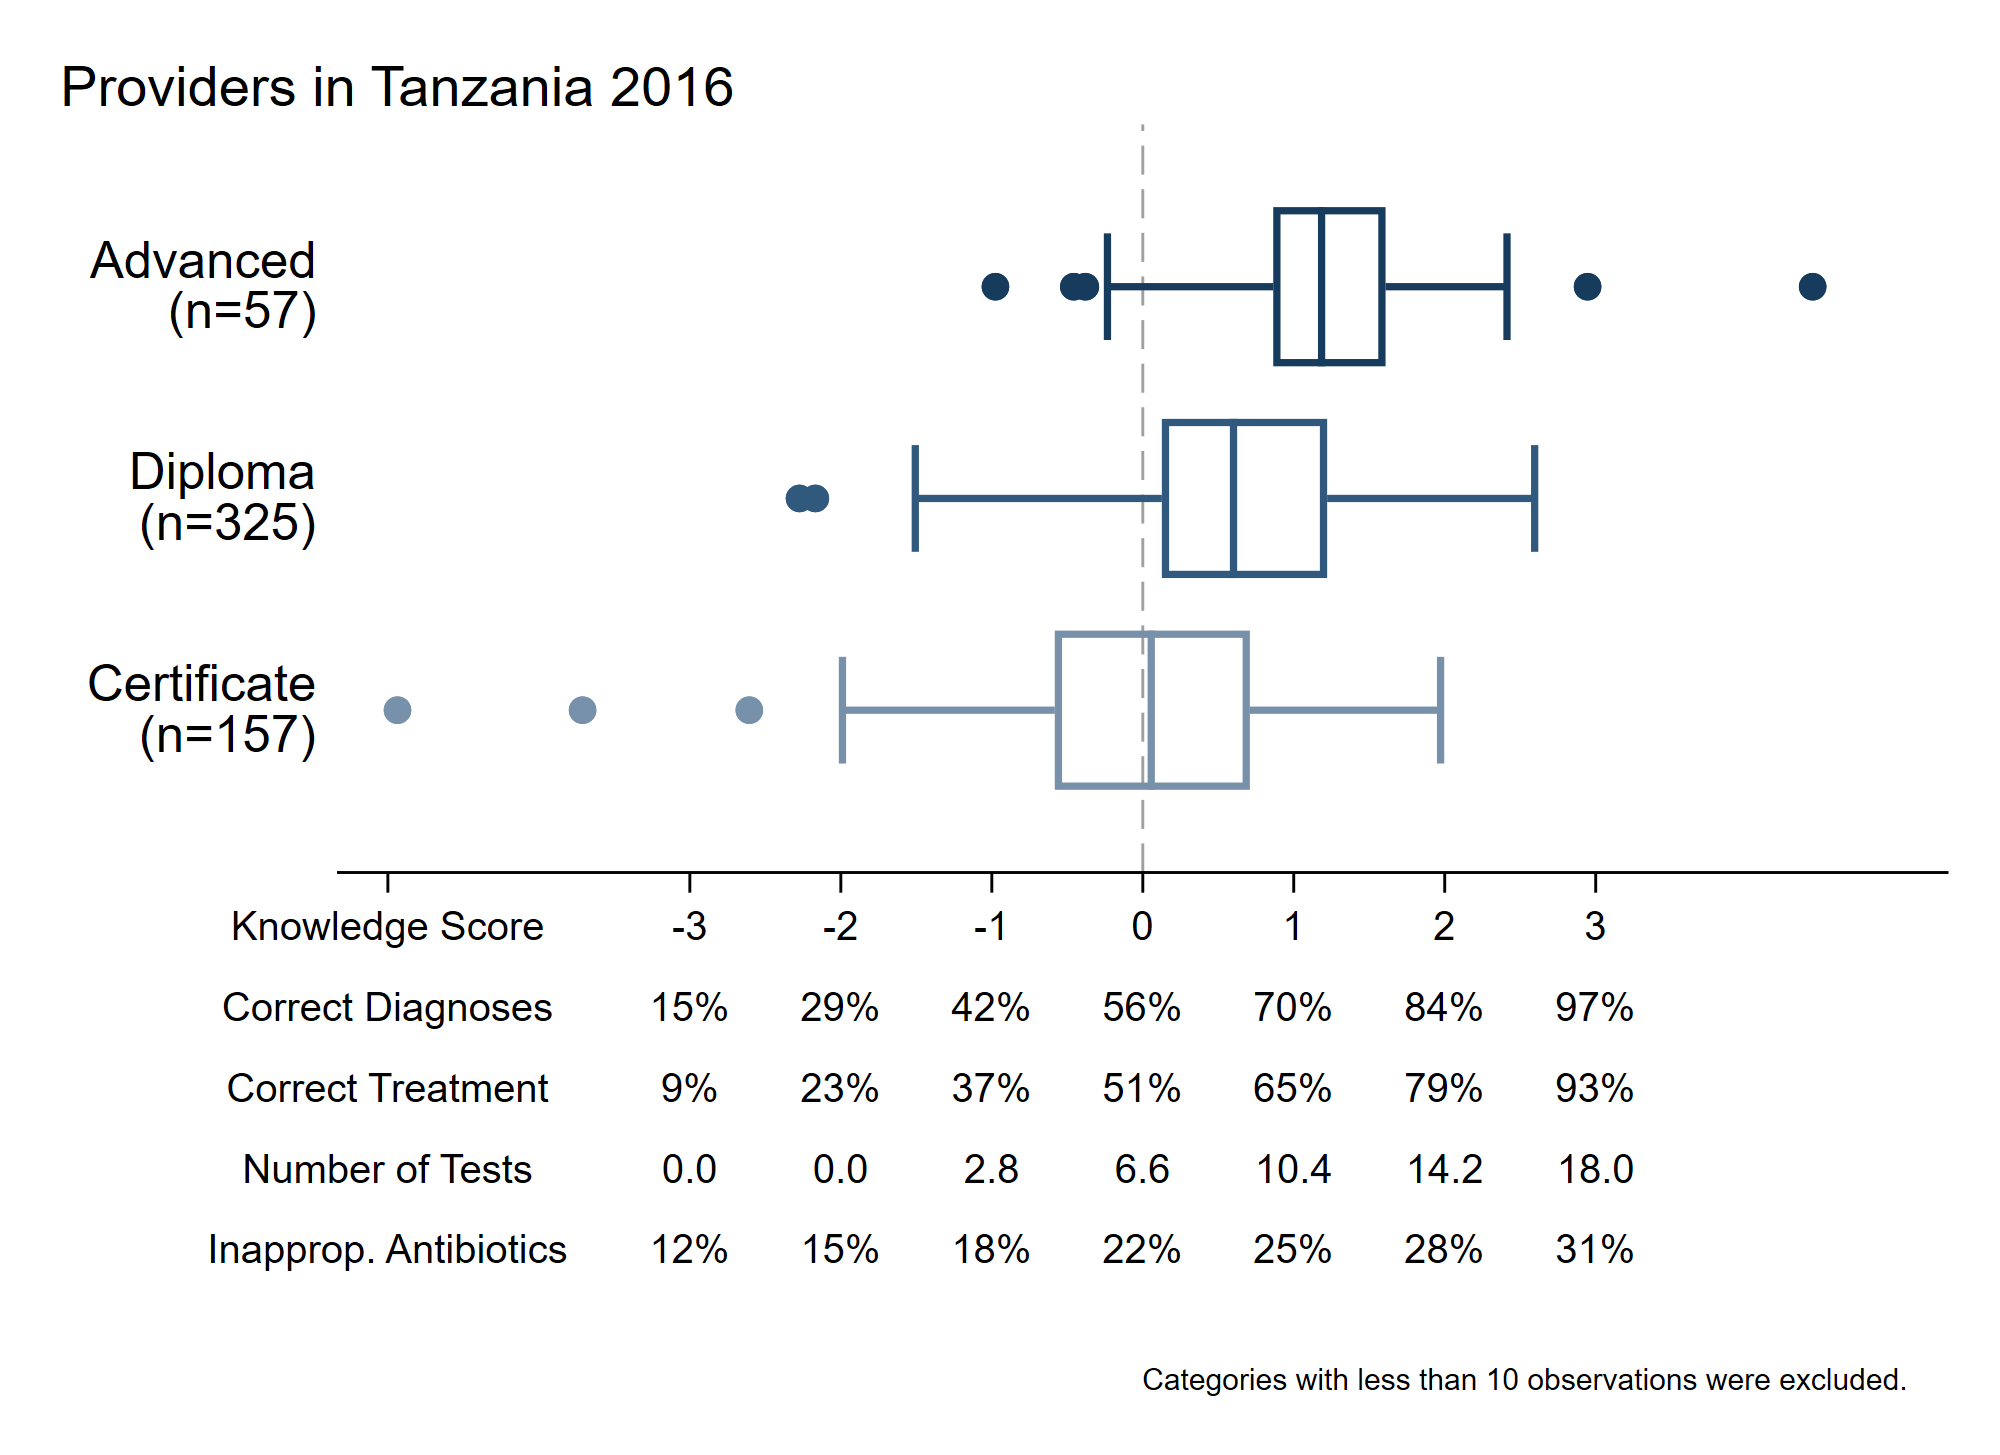 Providers in Tanzania 2016
Advanced
(n=57)
Diploma
(n=325)
Certificate
(n=157)
Knowledge Score -3 -2 -1 0 1 2 3
Correct Diagnoses 15% 29% 42% 56% 70% 84% 97%
Correct Treatment 9% 23% 37% 51% 65% 79% 93%
Number of Tests 0.0 0.0 2.8 6.6 10.4 14.2 18.0
Inapprop. Antibiotics 12% 15% 18% 22% 25% 28% 31%
Categories with less than 10 observations were excluded.